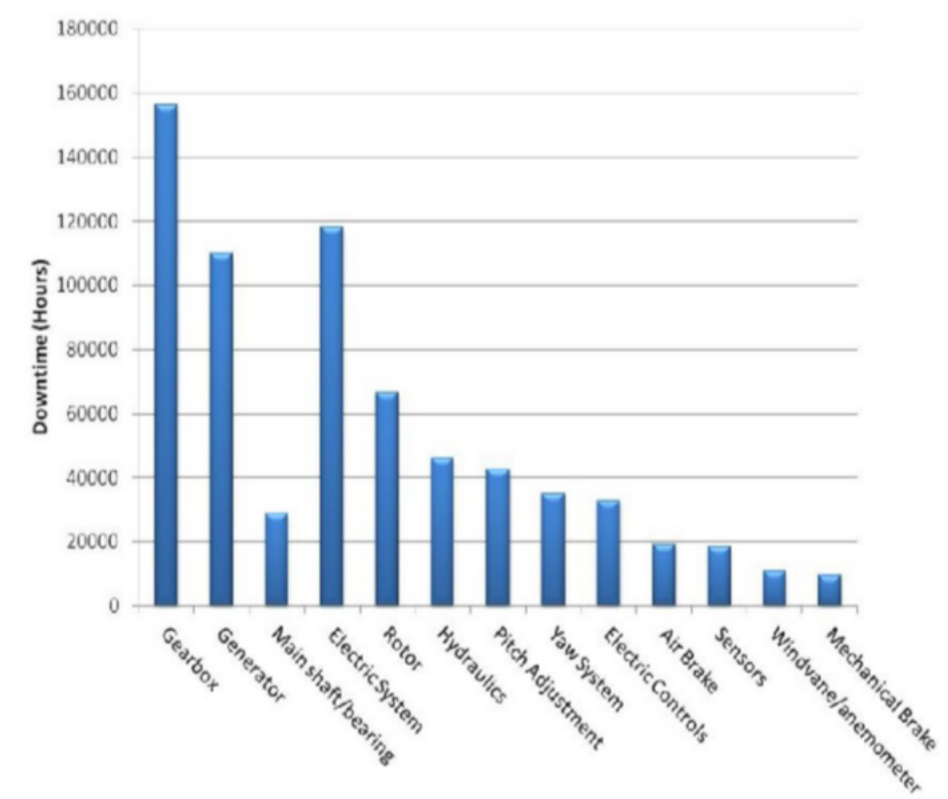 180000
160000
140000
120000
100000
80000
60000
40000
20000
0
Downtime (Hours)
Gearbox
Generator
Main shaft/bearing
Electric System
Rotor
Hydraulics
Pitch Adjustment
Yaw System
Electric Controls
Air Brake
Sensors
Windvane/anemometer
Mechanical Brake